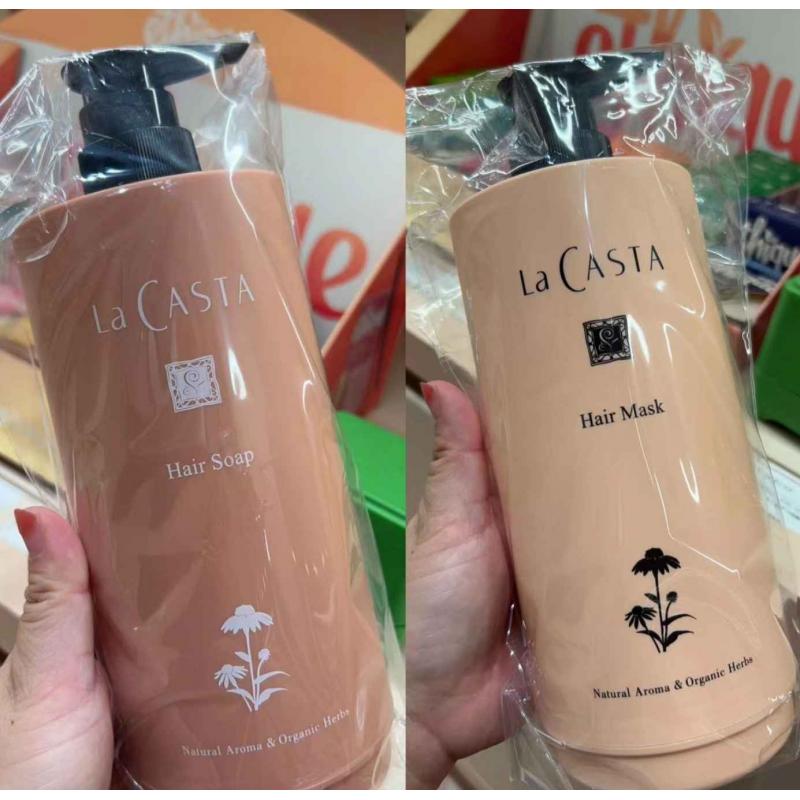 La CASTA
Hair Soap
Natural Aroma & Organic Herbs
La CASTA
Hair Mask
Natural Aroma & Organic Herbs